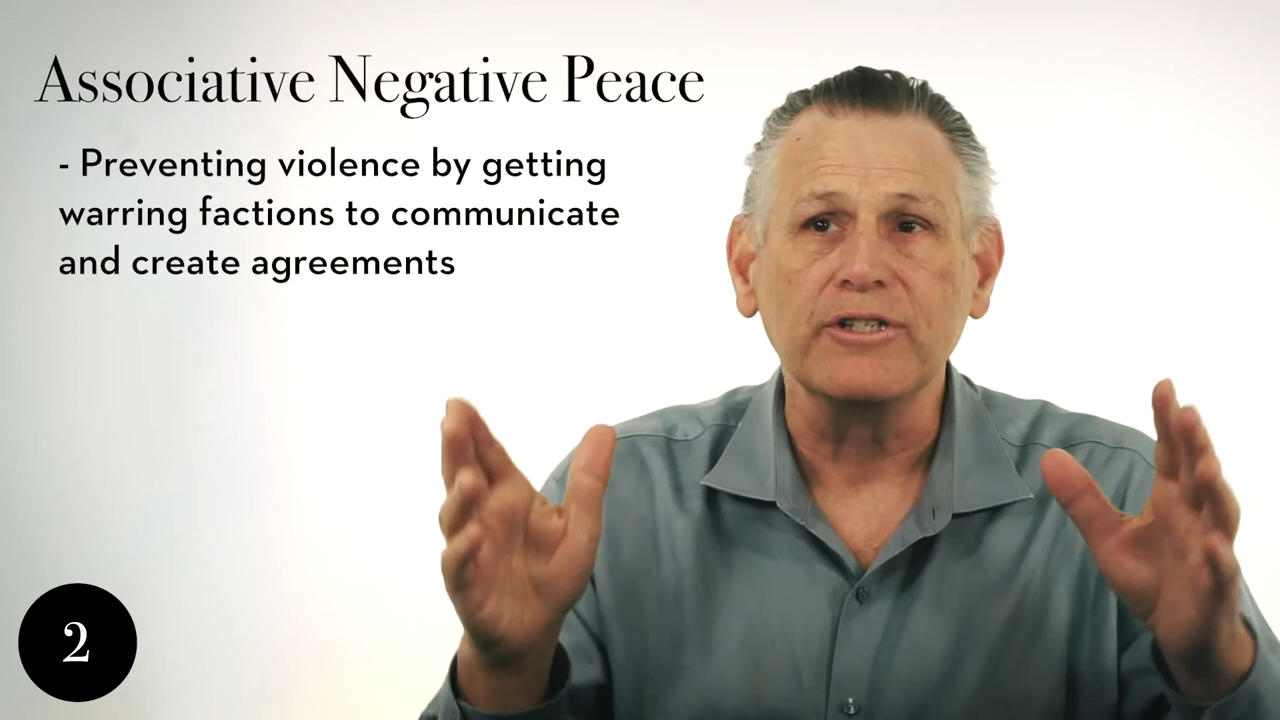 Associative Negative Peace
- Preventing violence by getting
warring factions to communicate
and create agreements
2